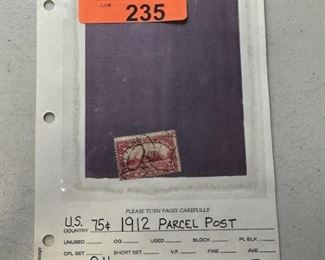 LOT# 235
PLEASE TURN PAGES CAREFULLY
COUNTRY U.S. 75¢ 1912 PARCEL POST
UNUSED OG USED BLOCK PL BLK
CPL SET SHORT SET V.F. FINE AVE